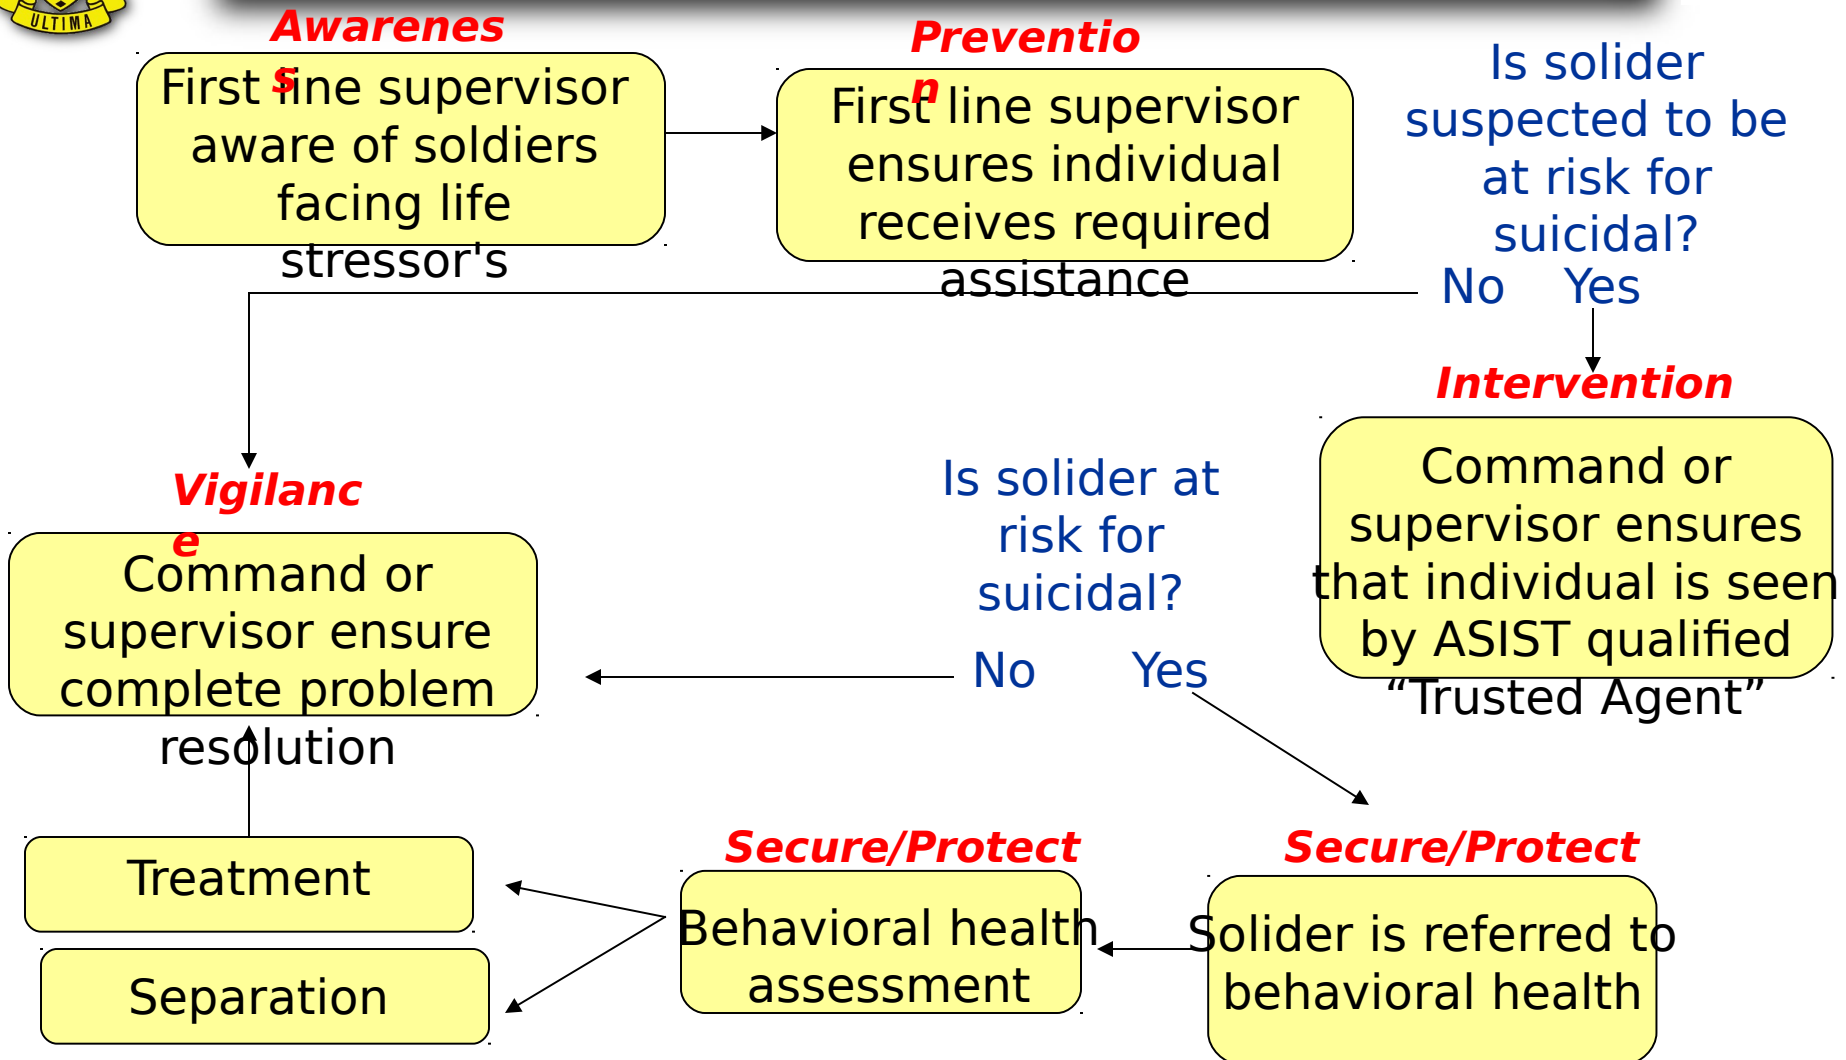 ULTIMA
Awarenes
s
First line supervisor
aware of soldiers
facing life
stressor's
Preventio
n
First line supervisor
ensures individual
receives required
assistance
Is solider
suspected to be
at risk for
suicidal?
No Yes
Intervention
Command or
supervisor ensures
that individual is seen
by ASIST qualified
“Trusted Agent”
Is solider at
risk for
suicidal?
No Yes
Vigilanc
e
Command or
supervisor ensure
complete problem
resolution
Treatment
Separation
Secure/Protect
Behavioral health
assessment
Secure/Protect
Solider is referred to
behavioral health